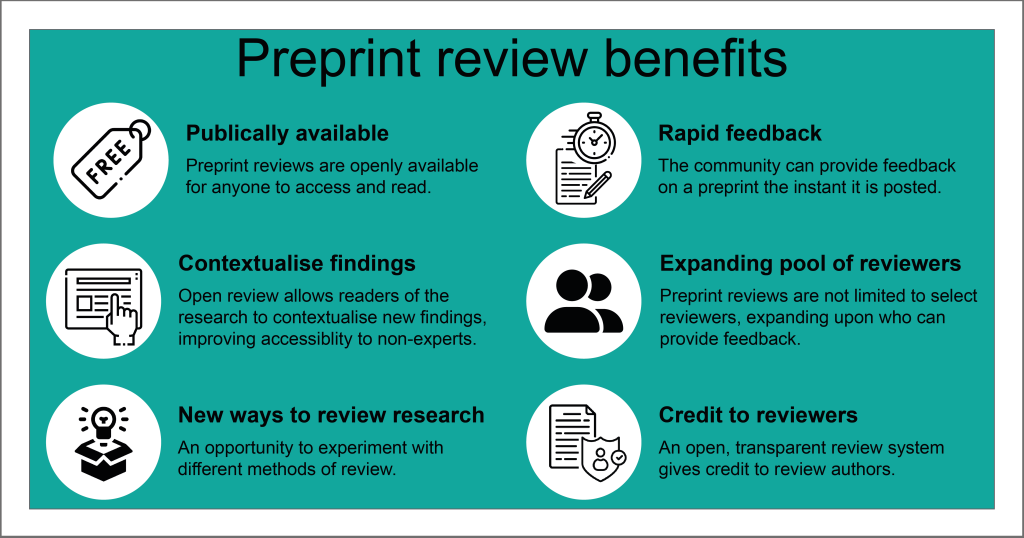 Preprint review benefits
FREE
Publically available
Preprint reviews are openly available
for anyone to access and read.
Rapid feedback
The community can provide feedback
on a preprint the instant it is posted.
Contextualise findings
Open review allows readers of the
research to contextualise new findings,
improving accessiblity to non-experts.
Expanding pool of reviewers
Preprint reviews are not limited to select
reviewers, expanding upon who can
provide feedback.
New ways to review research
An opportunity to experiment with
different methods of review.
Credit to reviewers
An open, transparent review system
gives credit to review authors.